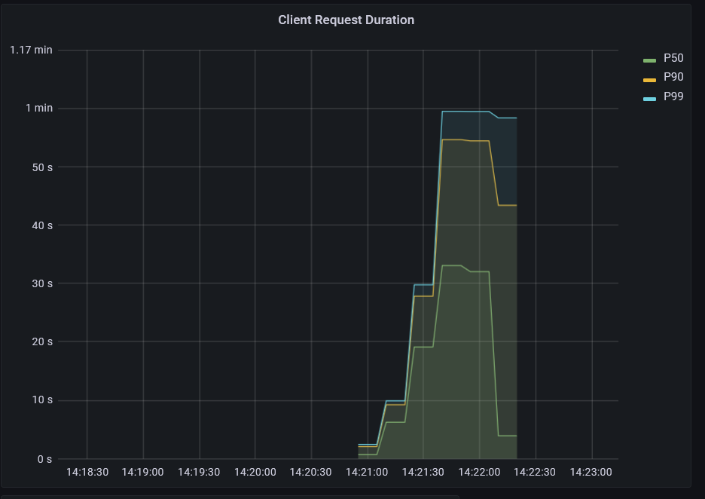 Client Request Duration
1.17 min
1 min
50 s
40 s
30 s
20 s
10 s
0 s
14:18:30 14:19:00 14:19:30 14:20:00 14:20:30 14:21:00 14:21:30 14:22:00 14:22:30 14:23:00
P50
P90
P99